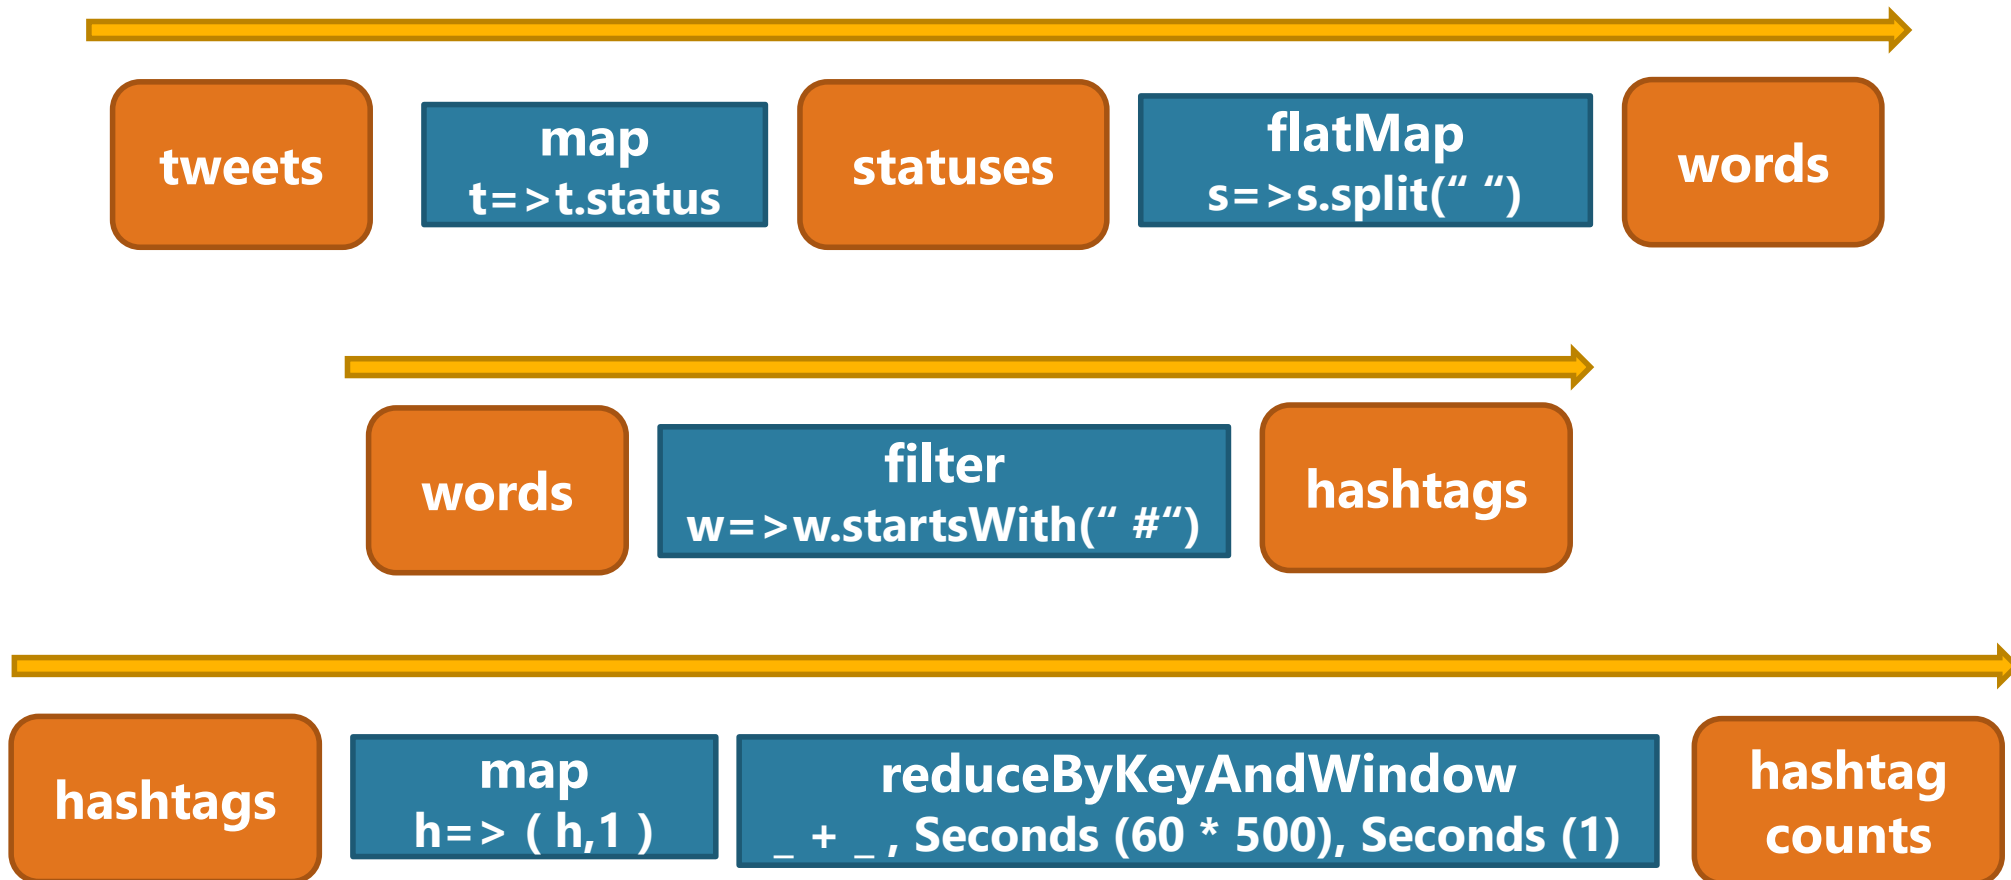 tweets
map
t=>t.status
statuses
flatMap
s=>s.split(“ “)
words
words
filter
w=>w.startsWith(“ #“)
hashtags
hashtags
map
h=> ( h,1 )
reduceByKeyAndWindow
_ + _ , Seconds (60 * 500), Seconds (1)
hashtag
counts